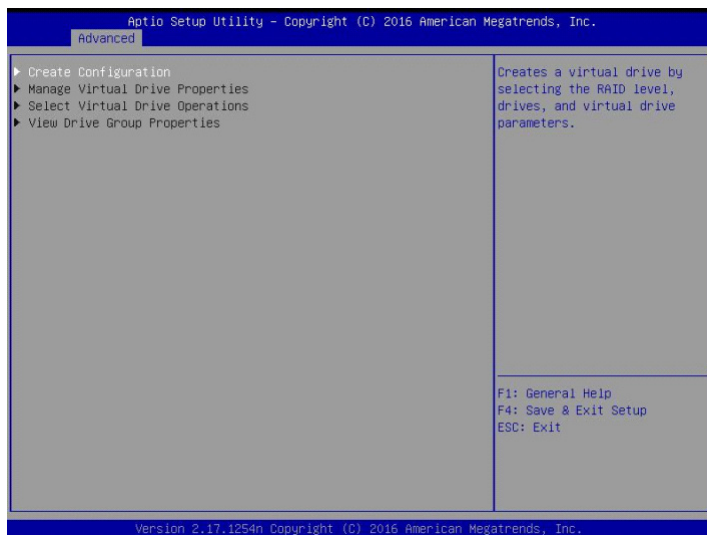 Aptio Setup Utility – Copyright (C) 2016 American Megatrends, Inc.
Advanced
Create Configuration
Manage Virtual Drive Properties
Select Virtual Drive Operations
View Drive Group Properties
Creates a virtual drive by
selecting the RAID level,
drives, and virtual drive
parameters.
F1: General Help
F4: Save & Exit Setup
ESC: Exit
Version 2.17.1254n Copyright (C) 2016 American Megatrends, Inc.